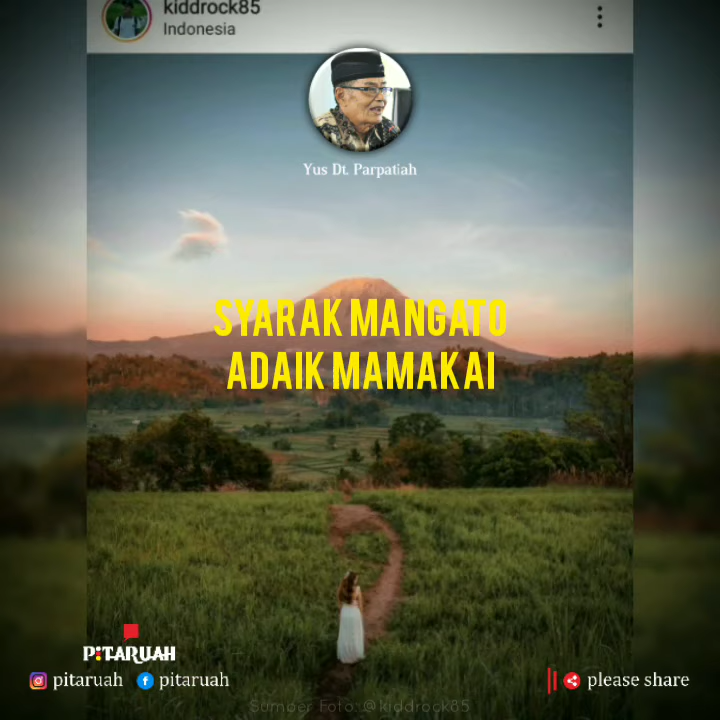 kiddrock85
Indonesia
Yus Dt. Parpatiah
SYARAK MANGATO
ADAIK MAMAKAI
PiTARUAH
pitaruah pitaruah
please share
Sumber Foto: @kiddrock85